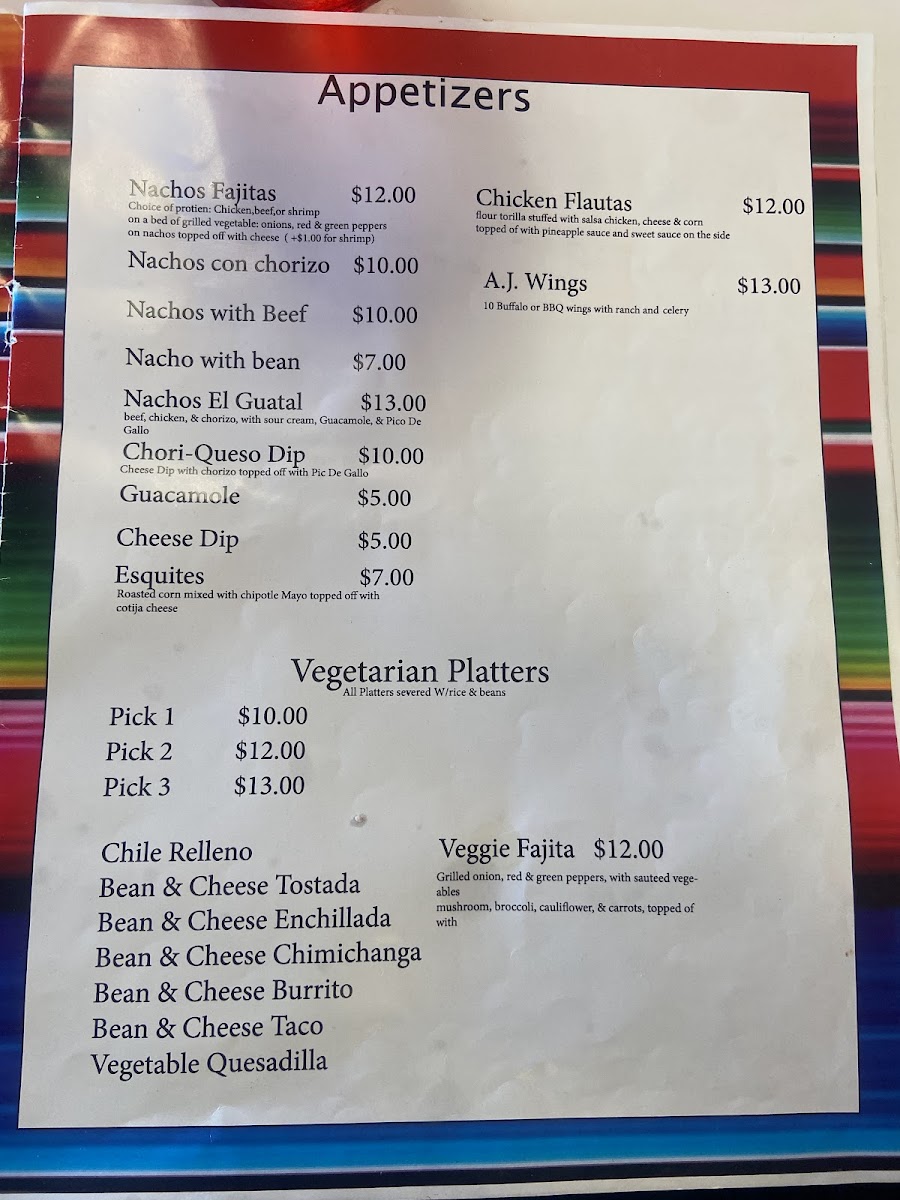 Appetizers
Nachos Fajitas $12.00
Choice of protien: Chicken,beef,or shrimp
on a bed of grilled vegetable: onions, red & green peppers
on nachos topped off with cheese ( +$1.00 for shrimp)
Nachos con chorizo $10.00
Nachos with Beef $10.00
Nacho with bean $7.00
Nachos El Guatal $13.00
beef, chicken, & chorizo, with sour cream, Guacamole, & Pico De
Gallo
Chori-Queso Dip $10.00
Cheese Dip with chorizo topped off with Pic De Gallo
Guacamole $5.00
Cheese Dip $5.00
Esquites $7.00
Roasted corn mixed with chipotle Mayo topped off with
cotija cheese
Chicken Flautas $12.00
flour torilla stuffed with salsa chicken, cheese & corn
topped of with pineapple sauce and sweet sauce on the side
A.J. Wings $13.00
10 Buffalo or BBQ wings with ranch and celery
Vegetarian Platters
All Platters severed W/rice & beans
Pick 1 $10.00
Pick 2 $12.00
Pick 3 $13.00
Chile Relleno
Bean & Cheese Tostada
Bean & Cheese Enchillada
Bean & Cheese Chimichanga
Bean & Cheese Burrito
Bean & Cheese Taco
Vegetable Quesadilla
Veggie Fajita $12.00
Grilled onion, red & green peppers, with sauteed vege-
ables
mushroom, broccoli, cauliflower, & carrots, topped of
with